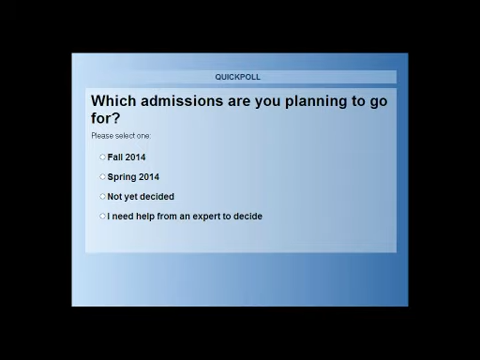 QUICKPOLL
Which admissions are you planning to go
for?
Please select one:
Fall 2014
Spring 2014
Not yet decided
I need help from an expert to decide